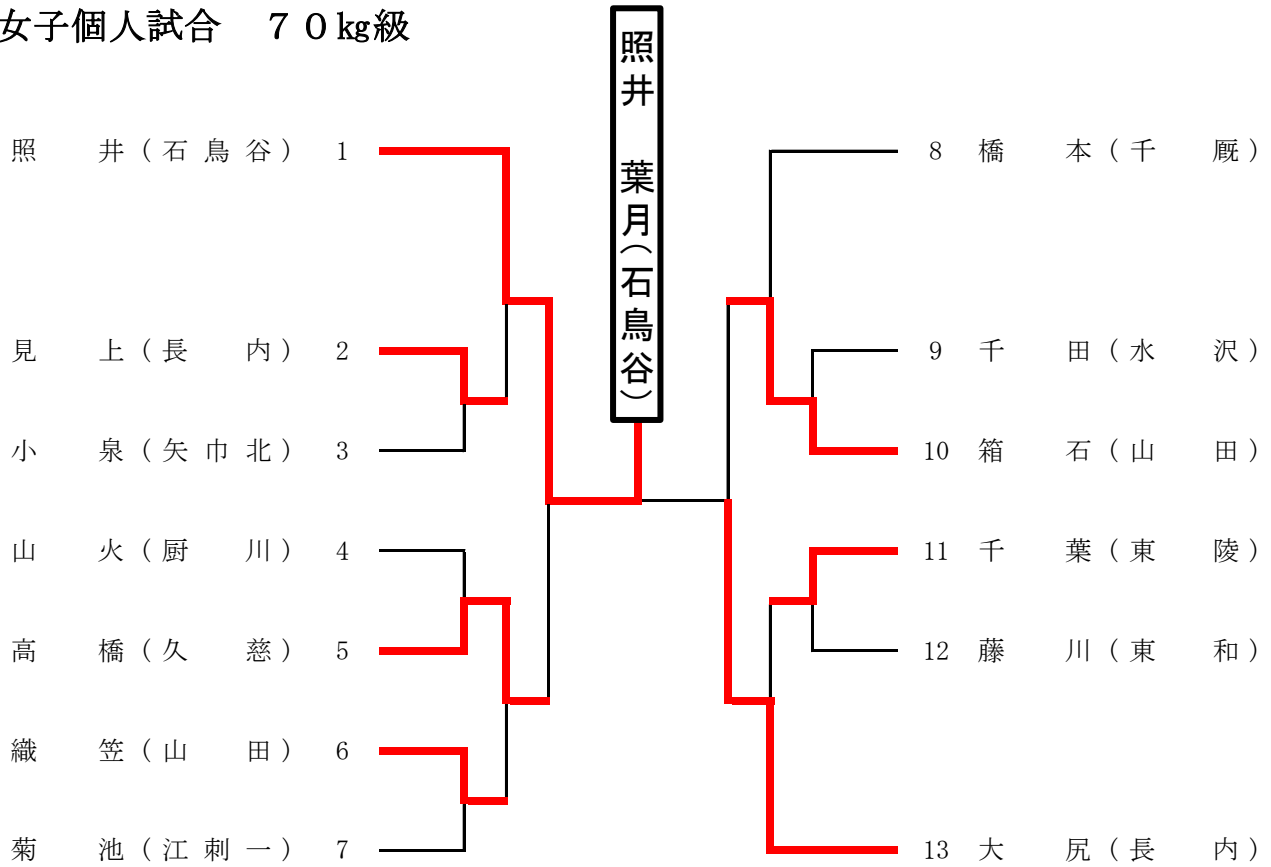 女子個人試合　７０㎏級
照井　葉月(石鳥谷)
照　井（石鳥谷） 1
見　上（長　内） 2
小　泉（矢巾北） 3
山　火（厨　川） 4
高　橋（久　慈） 5
織　笠（山　田） 6
菊　池（江刺一） 7
8 橋　本（千　厩）
9 千　田（水　沢）
10 箱　石（山　田）
11 千　葉（東　陵）
12 藤　川（東　和）
13 大　尻（長　内）